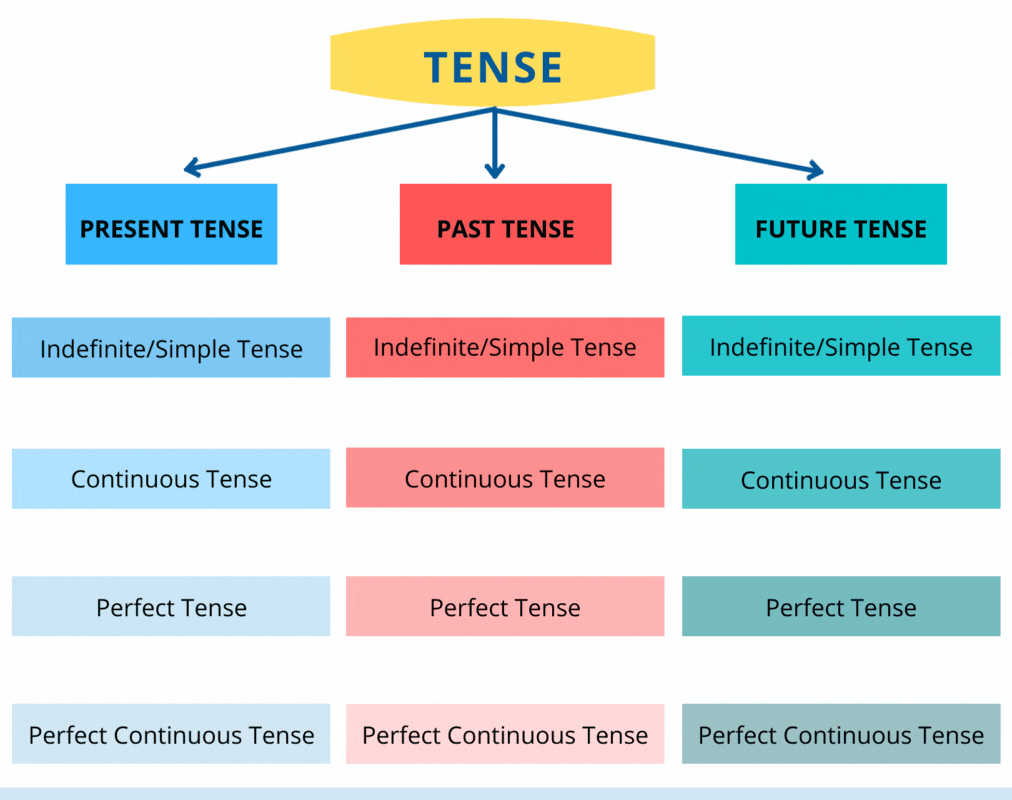 TENSE
PRESENT TENSE
PAST TENSE
FUTURE TENSE
Indefinite/Simple Tense
Indefinite/Simple Tense
Indefinite/Simple Tense
Continuous Tense
Continuous Tense
Continuous Tense
Perfect Tense
Perfect Tense
Perfect Tense
Perfect Continuous Tense
Perfect Continuous Tense
Perfect Continuous Tense